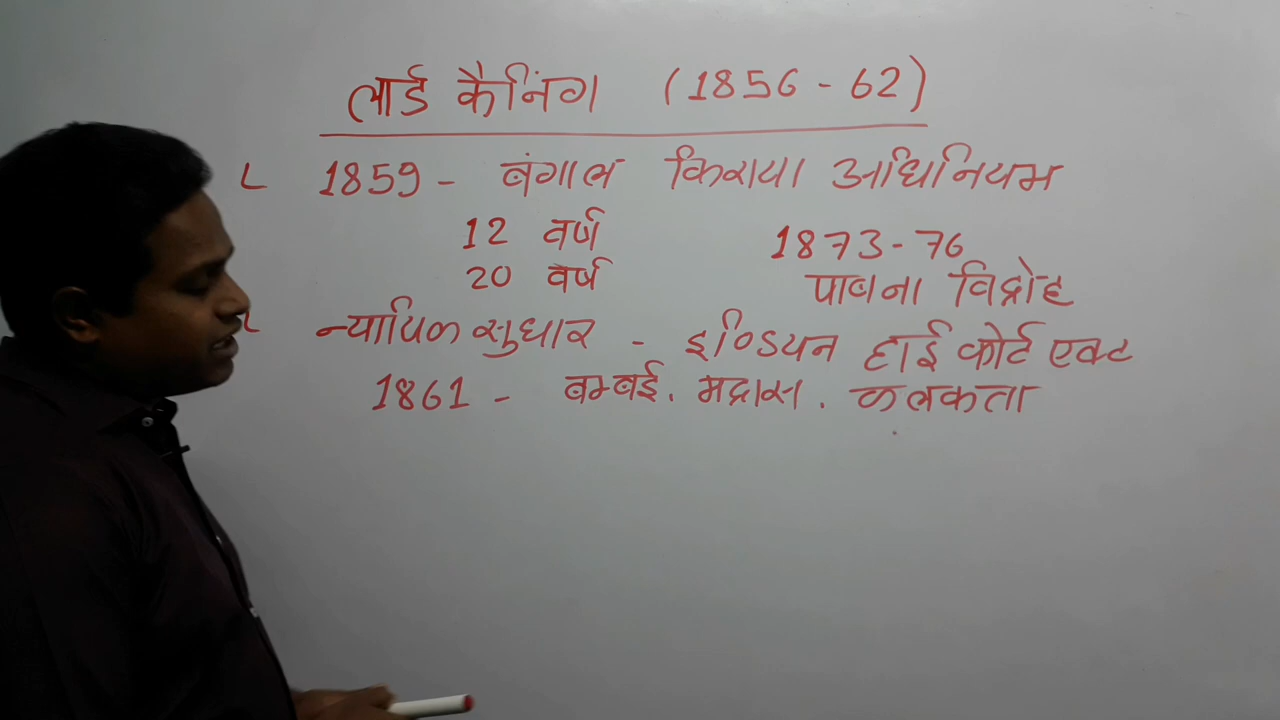 लार्ड कैनिंग (1856 - 62)
1859 - बंगाल किराया अधिनियम
12 वर्ष
20 वर्ष
1873-76
पाबना विद्रोह
न्यायिक सुधार - इण्डियन हाई कोर्ट एक्ट
1861 - बम्बई. मद्रास. कलकता